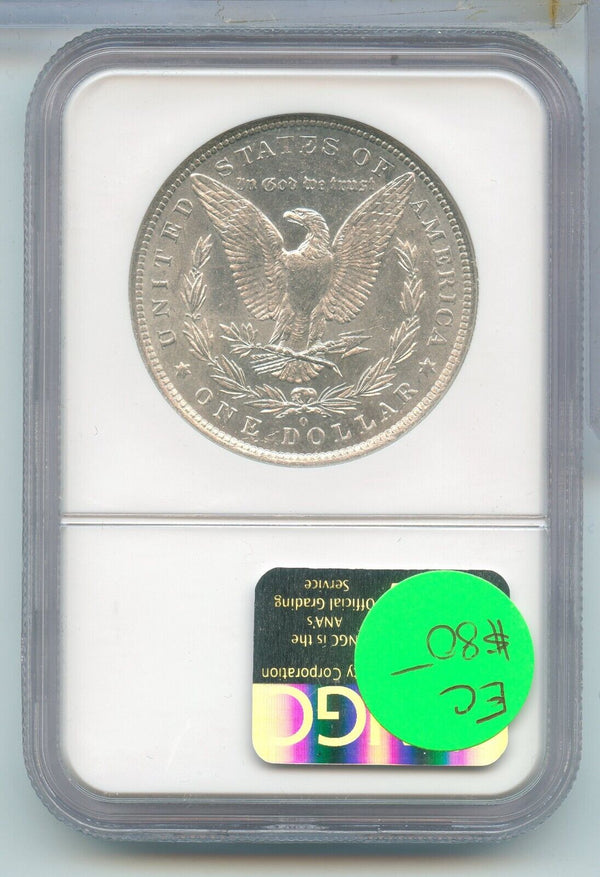 UNITED STATES OF AMERICA
In God we trust
O
ONE DOLLAR
EC
$80
NGC
y Corporation
NGC is the
ANA's
Official Grading
Service